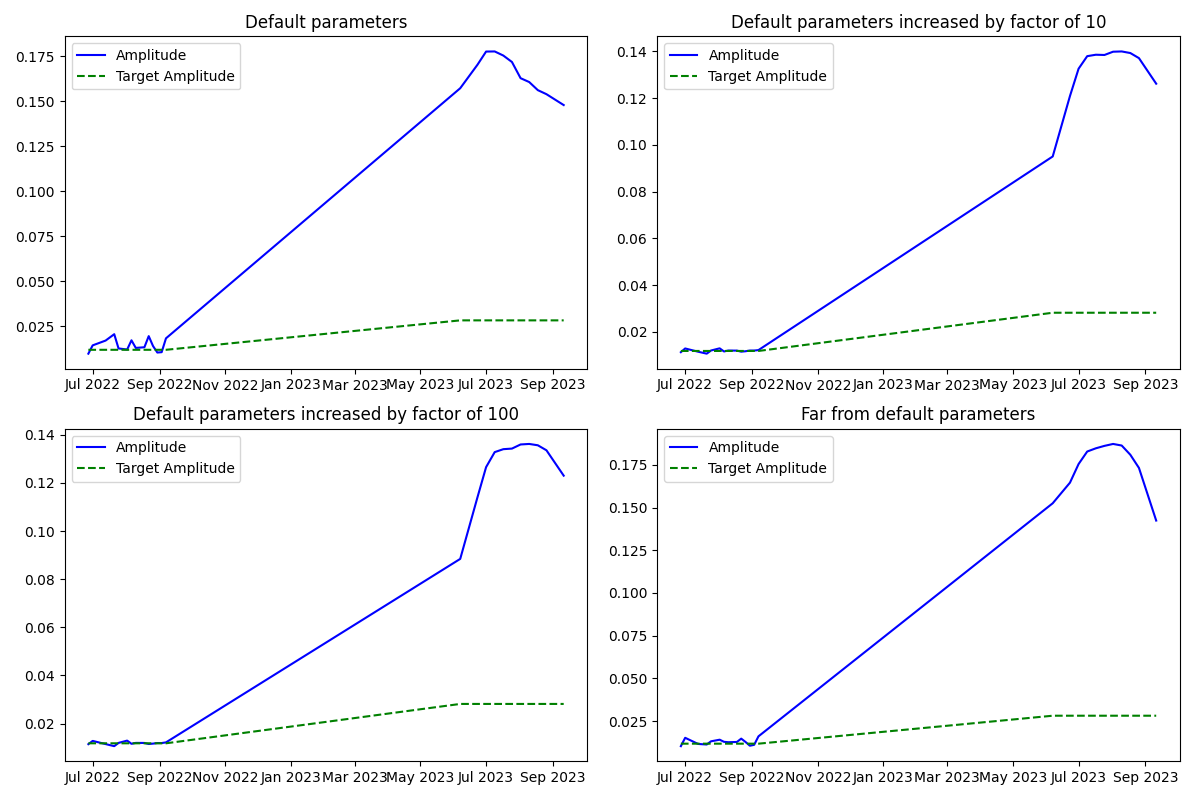 Default parameters
Amplitude
Target Amplitude
0.175
0.150
0.125
0.100
0.075
0.050
0.025
Jul 2022 Sep 2022 Nov 2022 Jan 2023 Mar 2023 May 2023 Jul 2023 Sep 2023
Default parameters increased by factor of 10
Amplitude
Target Amplitude
0.14
0.12
0.10
0.08
0.06
0.04
0.02
Jul 2022 Sep 2022 Nov 2022 Jan 2023 Mar 2023 May 2023 Jul 2023 Sep 2023
Default parameters increased by factor of 100
Amplitude
Target Amplitude
0.14
0.12
0.10
0.08
0.06
0.04
0.02
Jul 2022 Sep 2022 Nov 2022 Jan 2023 Mar 2023 May 2023 Jul 2023 Sep 2023
Far from default parameters
Amplitude
Target Amplitude
0.175
0.150
0.125
0.100
0.075
0.050
0.025
Jul 2022 Sep 2022 Nov 2022 Jan 2023 Mar 2023 May 2023 Jul 2023 Sep 2023